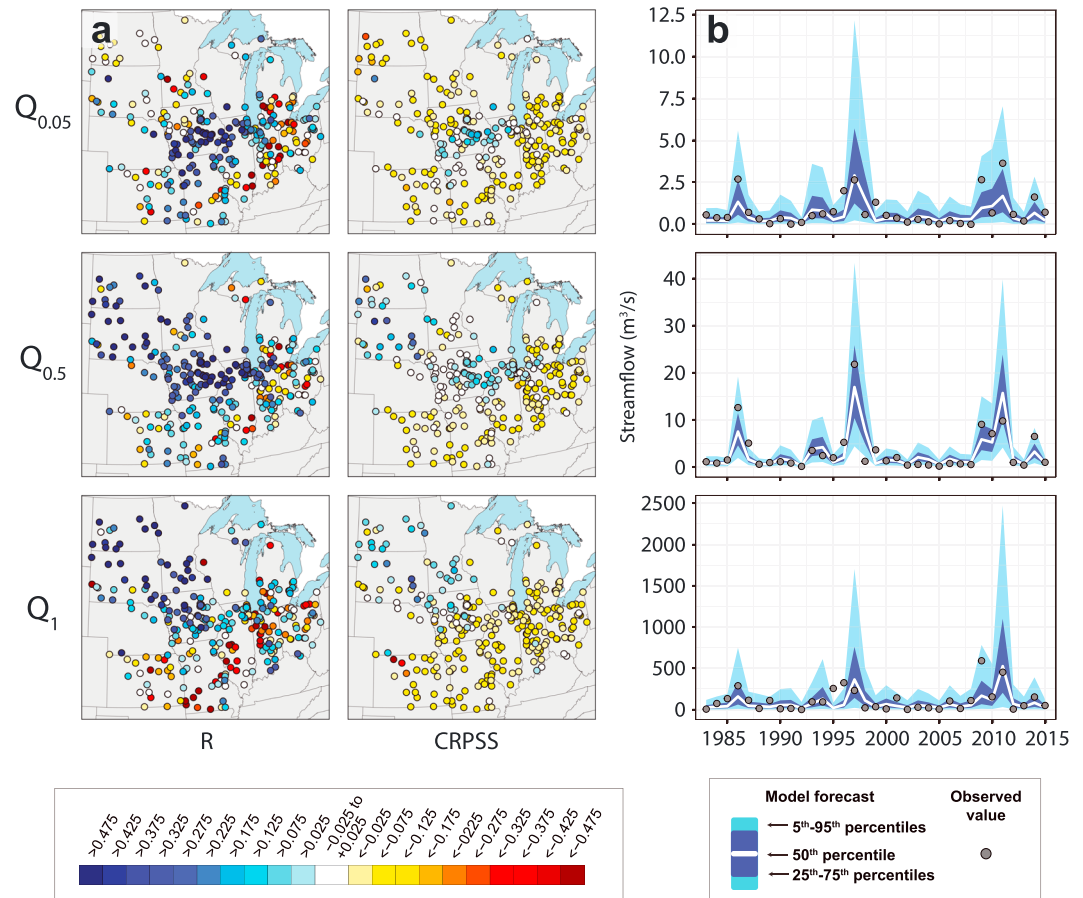 a
b
Q0.05
Q0.5
Q1
R
CRPSS
Streamflow (m³/s)
12.5
10.0
7.5
5.0
2.5
0.0
40
30
20
10
0
2500
2000
1500
1000
500
0
1985 1990 1995 2000 2005 2010 2015
>0.475
>0.425
>0.375
>0.325
>0.275
>0.225
>0.175
>0.125
>0.075
>0.025
−0.025 to
+0.025
<−0.025
<−0.075
<−0.125
<−0.175
<−0225
<−0.275
<−0.325
<−0.375
<−0.425
<−0.475
Model forecast
Observed
value
5th-95th percentiles
50th percentile
25th-75th percentiles